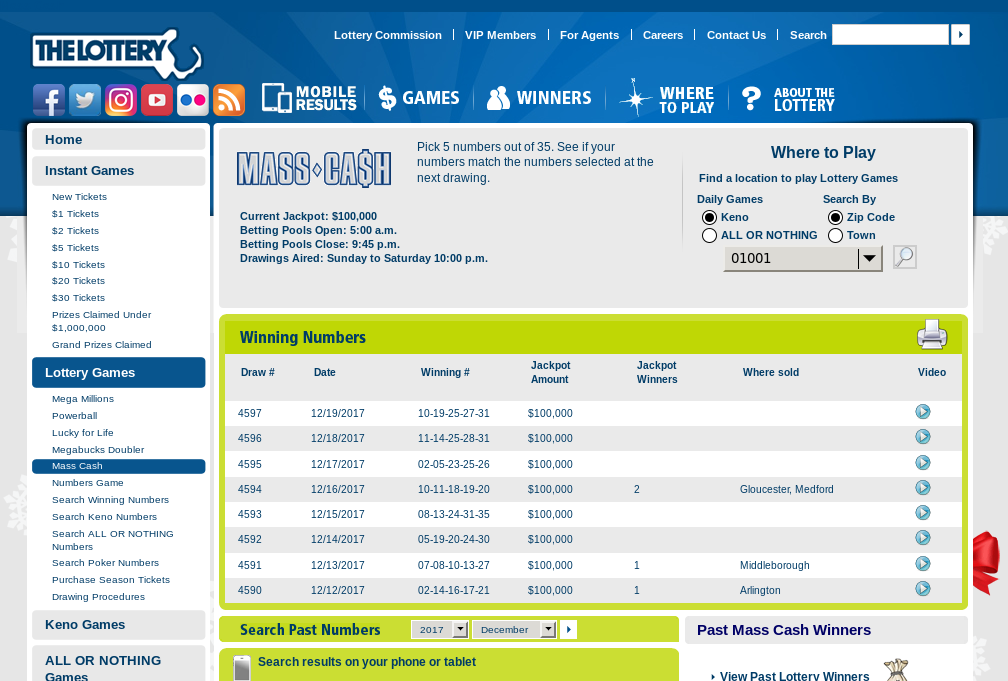 Lottery Commission VIP Members For Agents Careers Contact Us Search
THE LOTTERY
MOBILE RESULTS GAMES WINNERS WHERE TO PLAY ? ABOUT THE LOTTERY
Home
Instant Games
New Tickets
$1 Tickets
$2 Tickets
$5 Tickets
$10 Tickets
$20 Tickets
$30 Tickets
Prizes Claimed Under
$1,000,000
Grand Prizes Claimed
Lottery Games
Mega Millions
Powerball
Lucky for Life
Megabucks Doubler
Mass Cash
Numbers Game
Search Winning Numbers
Search Keno Numbers
Search ALL OR NOTHING
Numbers
Search Poker Numbers
Purchase Season Tickets
Drawing Procedures
Keno Games
ALL OR NOTHING
Games
MASS CA$H
Pick 5 numbers out of 35. See if your
numbers match the numbers selected at the
next drawing.
Current Jackpot: $100,000
Betting Pools Open: 5:00 a.m.
Betting Pools Close: 9:45 p.m.
Drawings Aired: Sunday to Saturday 10:00 p.m.
Where to Play
Find a location to play Lottery Games
Daily Games Search By
Keno Zip Code
ALL OR NOTHING Town
01001
Winning Numbers
Draw # Date Winning # Jackpot Amount Jackpot Winners Where sold Video
4597 12/19/2017 10-19-25-27-31 $100,000
4596 12/18/2017 11-14-25-28-31 $100,000
4595 12/17/2017 02-05-23-25-26 $100,000
4594 12/16/2017 10-11-18-19-20 $100,000 2 Gloucester, Medford
4593 12/15/2017 08-13-24-31-35 $100,000
4592 12/14/2017 05-19-20-24-30 $100,000
4591 12/13/2017 07-08-10-13-27 $100,000 1 Middleborough
4590 12/12/2017 02-14-16-17-21 $100,000 1 Arlington
Search Past Numbers 2017 December
Search results on your phone or tablet
Past Mass Cash Winners
View Past Lottery Winners